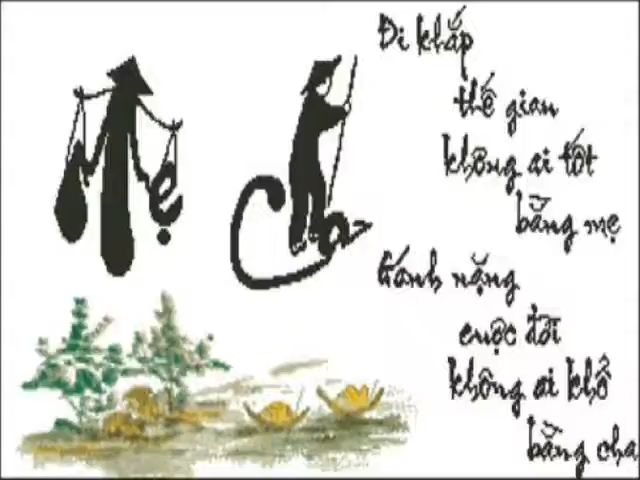 Mẹ
Cha
Đi khắp
thế gian
không ai tốt
bằng mẹ
Gánh nặng
cuộc đời
không ai khổ
bằng cha